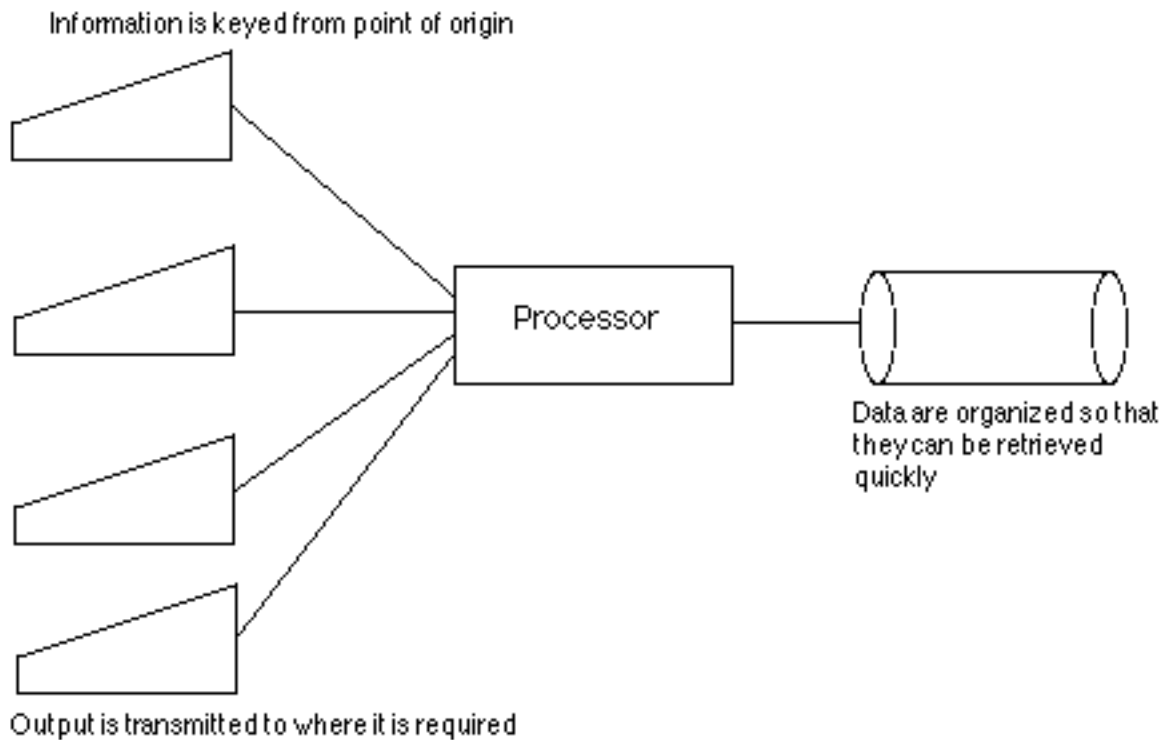 Information is keyed from point of origin
Processor
Data are organized so that
they can be retrieved
quickly
Output is transmitted to where it is required